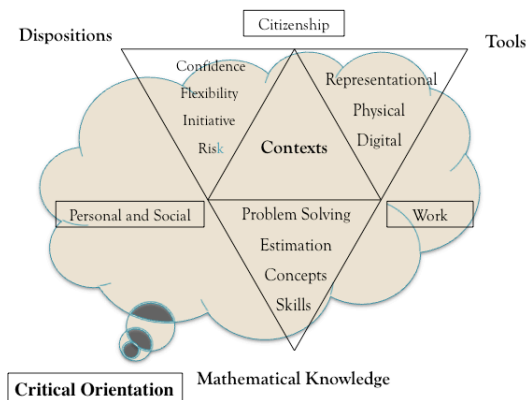 Citizenship
Dispositions
Tools
Confidence
Flexibility
Initiative
Risk
Representational
Physical
Digital
Contexts
Personal and Social
Work
Problem Solving
Estimation
Concepts
Skills
Mathematical Knowledge
Critical Orientation